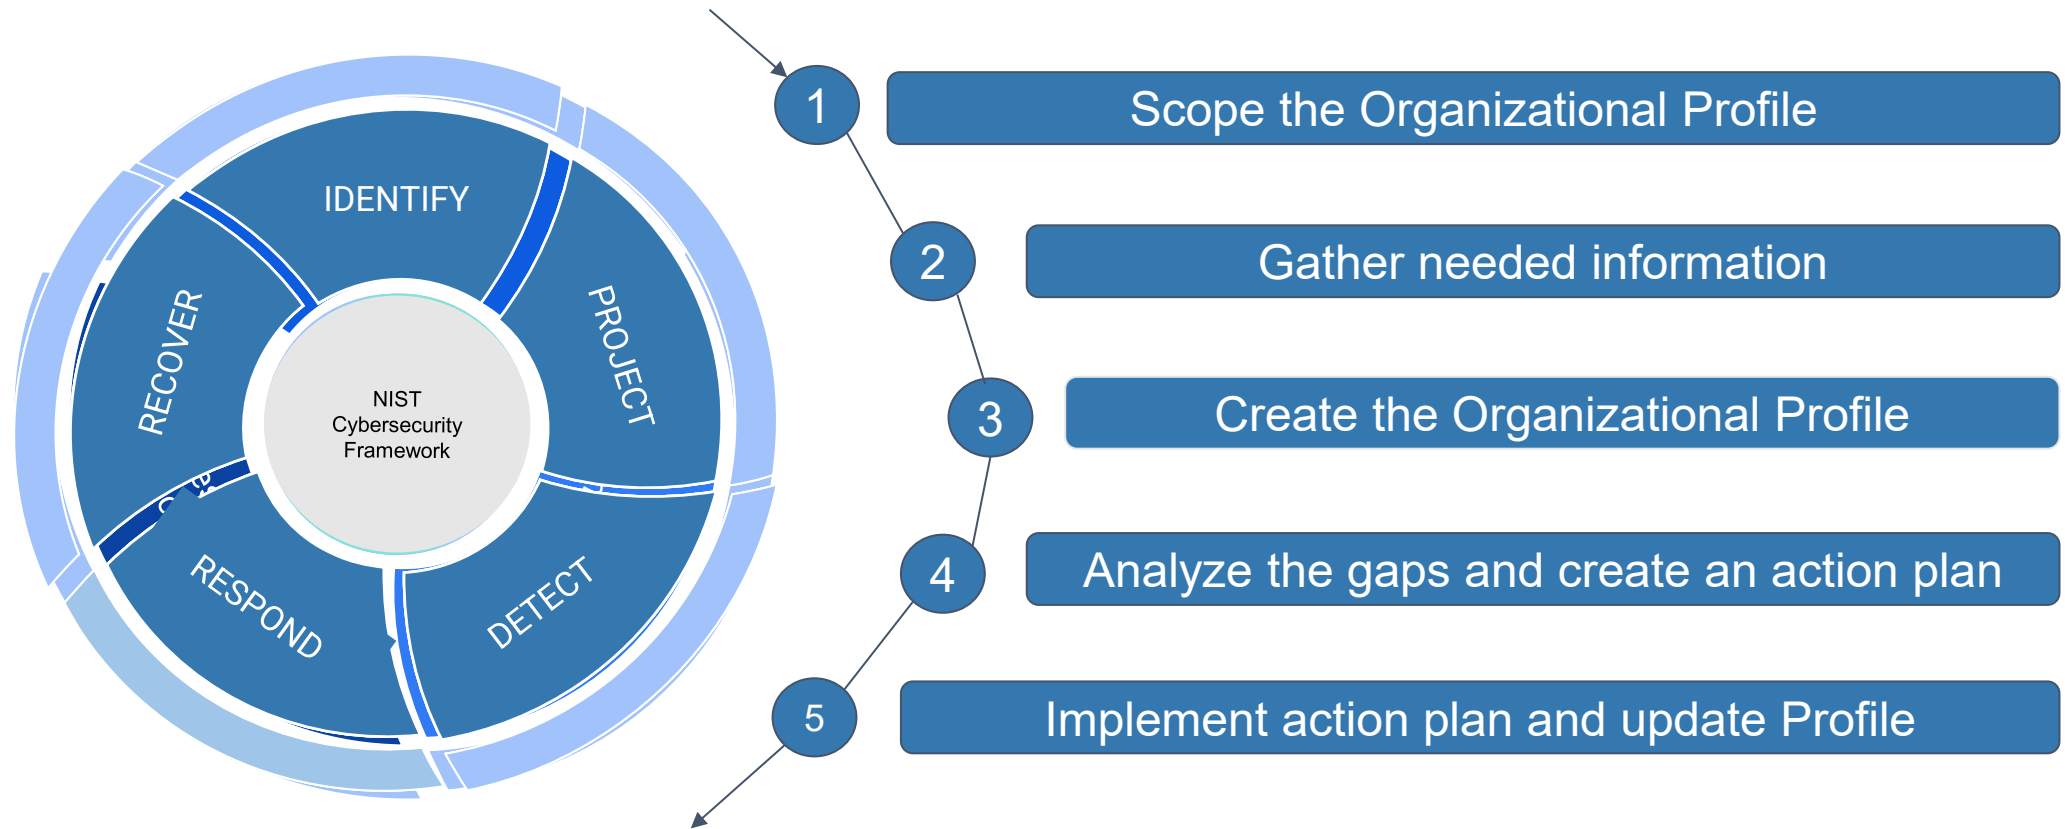 IDENTIFY
PROJECT
DETECT
RESPOND
RECOVER
NIST
Cybersecurity
Framework
1
Scope the Organizational Profile
2
Gather needed information
3
Create the Organizational Profile
4
Analyze the gaps and create an action plan
5
Implement action plan and update Profile